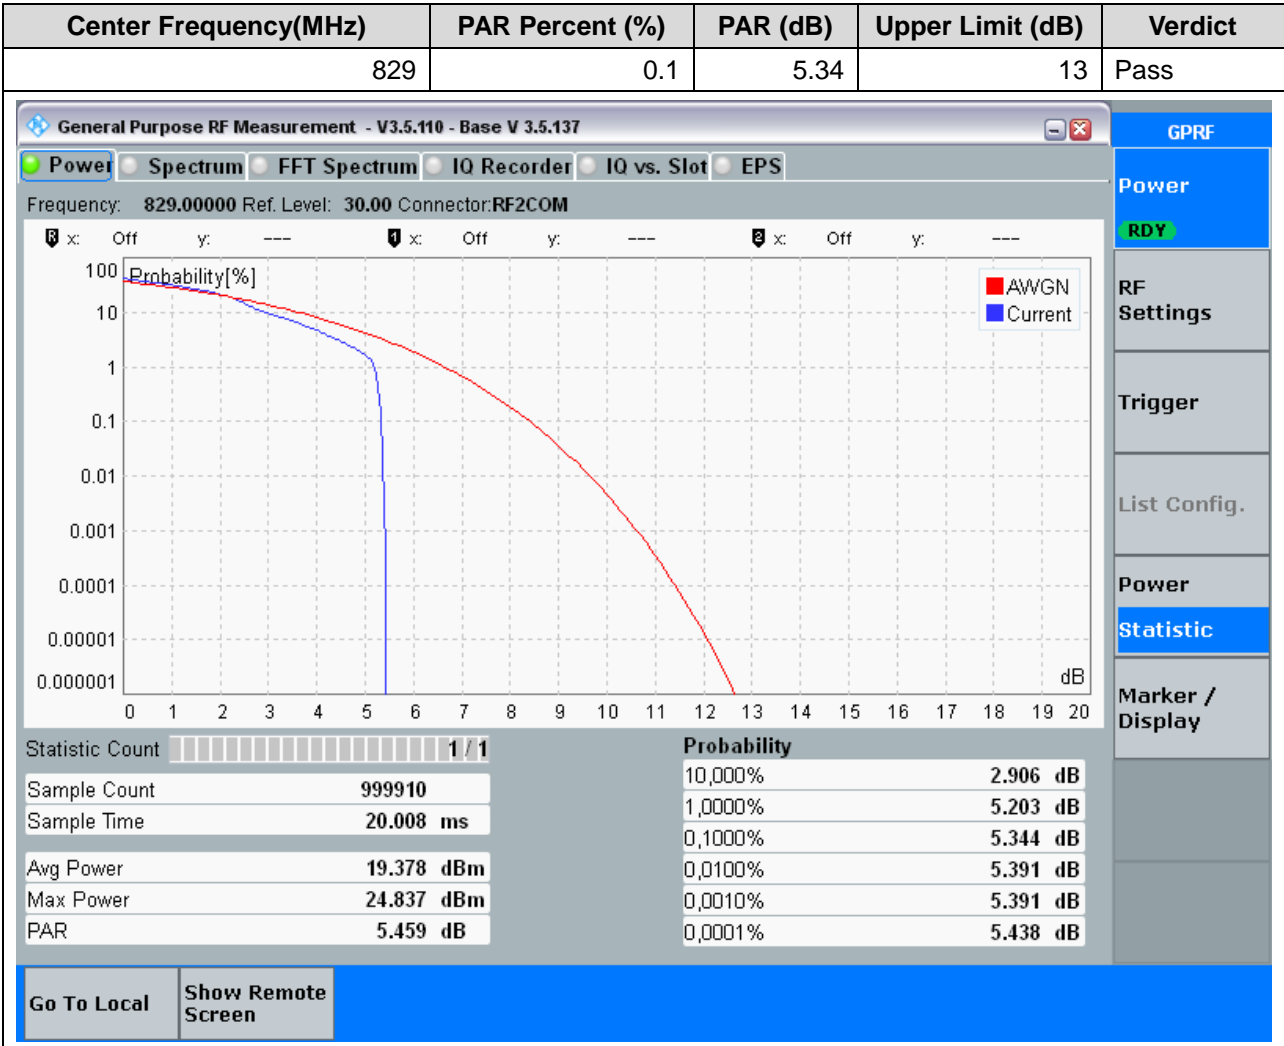 Center Frequency(MHz) PAR Percent (%) PAR (dB) Upper Limit (dB) Verdict
829 0.1 5.34 13 Pass
General Purpose RF Measurement - V3.5.110 - Base V 3.5.137
GPRF
Power Spectrum FFT Spectrum IQ Recorder IQ vs. Slot EPS
Power
RDY
Frequency: 829.00000 Ref. Level: 30.00 Connector:RF2COM
R x: Off y: --- 1 x: Off y: --- 2 x: Off y: ---
100 Probability[%]
AWGN
Current
10
1
0.1
0.01
0.001
0.0001
0.00001
0.000001
dB
0 1 2 3 4 5 6 7 8 9 10 11 12 13 14 15 16 17 18 19 20
RF
Settings
Trigger
List Config.
Power
Statistic
Marker /
Display
Statistic Count 1 / 1
Sample Count 999910
Sample Time 20.008 ms
Avg Power 19.378 dBm
Max Power 24.837 dBm
PAR 5.459 dB
Probability
10,000% 2.906 dB
1,0000% 5.203 dB
0,1000% 5.344 dB
0,0100% 5.391 dB
0,0010% 5.391 dB
0,0001% 5.438 dB
Go To Local
Show Remote
Screen